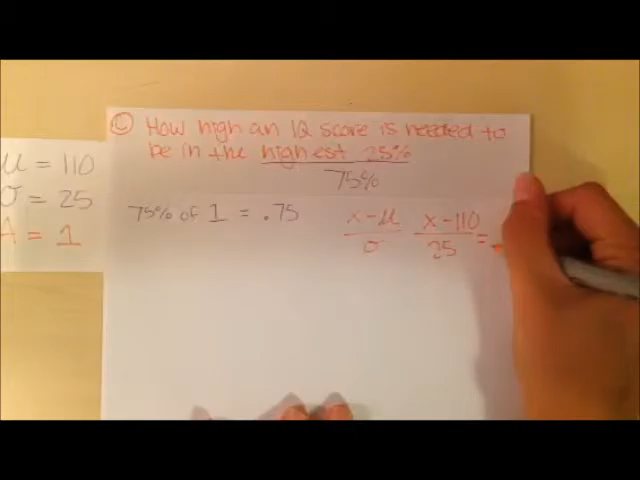 μ = 110
σ = 25
A = 1
C How high an IQ score is needed to
be in the highest 25%
75%
75% of 1 = .75
x-μ
σ
x-110
25
=